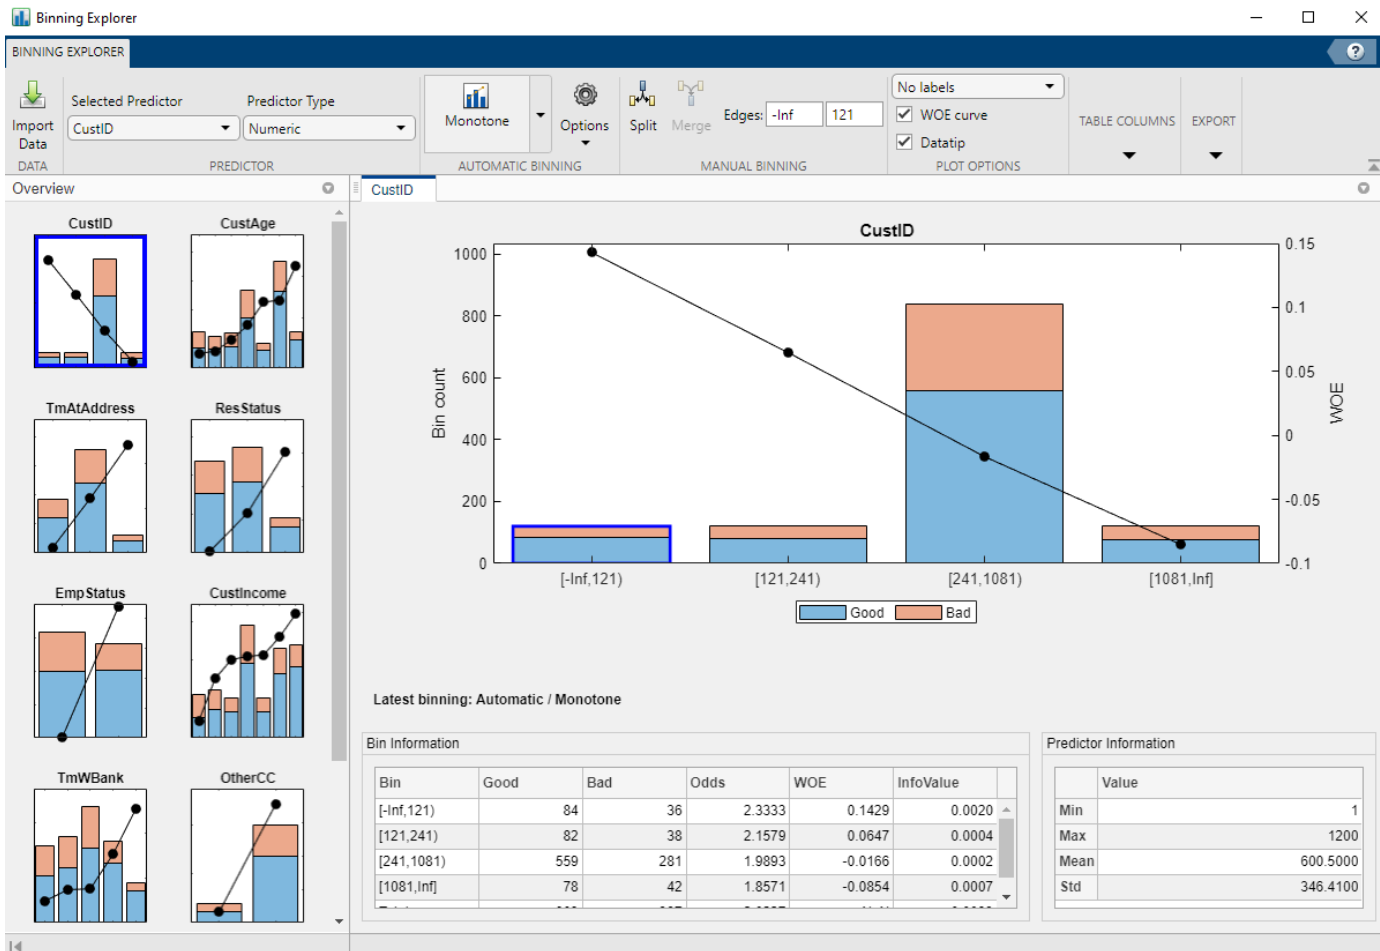 Binning Explorer
BINNING EXPLORER
?
Import
Data
Selected Predictor
CustID
Predictor Type
Numeric
Monotone
Options
Split
Merge
Edges: -Inf 121
No labels
WOE curve
Datatip
TABLE COLUMNS
EXPORT
DATA
PREDICTOR
AUTOMATIC BINNING
MANUAL BINNING
PLOT OPTIONS
Overview
CustID
CustAge
TmAtAddress
ResStatus
EmpStatus
CustIncome
TmWBank
OtherCC
CustID
CustID
Bin count
1000
800
600
400
200
0
WOE
0.15
0.1
0.05
0
-0.05
-0.1
[-Inf,121) [121,241) [241,1081) [1081,Inf]
Good Bad
Latest binning: Automatic / Monotone
Bin Information
Bin Good Bad Odds WOE InfoValue
[-Inf,121) 84 36 2.3333 0.1429 0.0020
[121,241) 82 38 2.1579 0.0647 0.0004
[241,1081) 559 281 1.9893 -0.0166 0.0002
[1081,Inf] 78 42 1.8571 -0.0854 0.0007
Predictor Information
Value
Min 1
Max 1200
Mean 600.5000
Std 346.4100